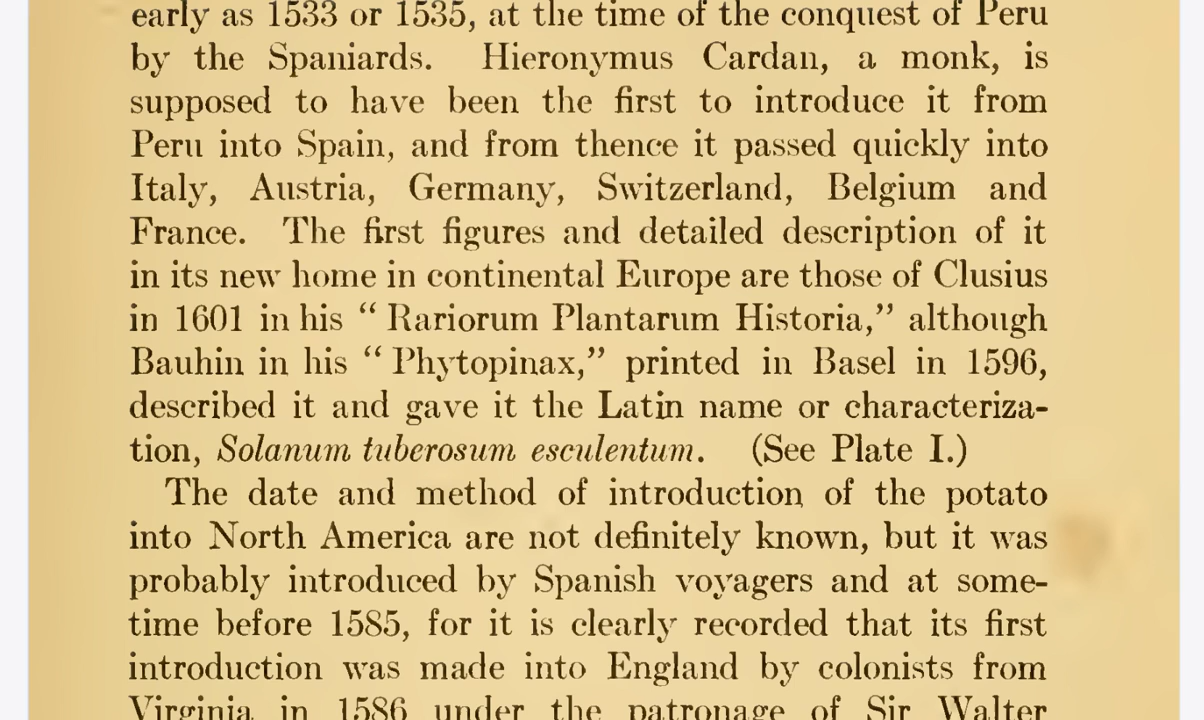 early as 1533 or 1535, at the time of the conquest of Peru
by the Spaniards. Hieronymus Cardan, a monk, is
supposed to have been the first to introduce it from
Peru into Spain, and from thence it passed quickly into
Italy, Austria, Germany, Switzerland, Belgium and
France. The first figures and detailed description of it
in its new home in continental Europe are those of Clusius
in 1601 in his “ Rariorum Plantarum Historia,” although
Bauhin in his “ Phytopinax,” printed in Basel in 1596,
described it and gave it the Latin name or characteriza-
tion, Solanum tuberosum esculentum. (See Plate I.)
The date and method of introduction of the potato
into North America are not definitely known, but it was
probably introduced by Spanish voyagers and at some-
time before 1585, for it is clearly recorded that its first
introduction was made into England by colonists from
Virginia in 1586 under the patronage of Sir Walter